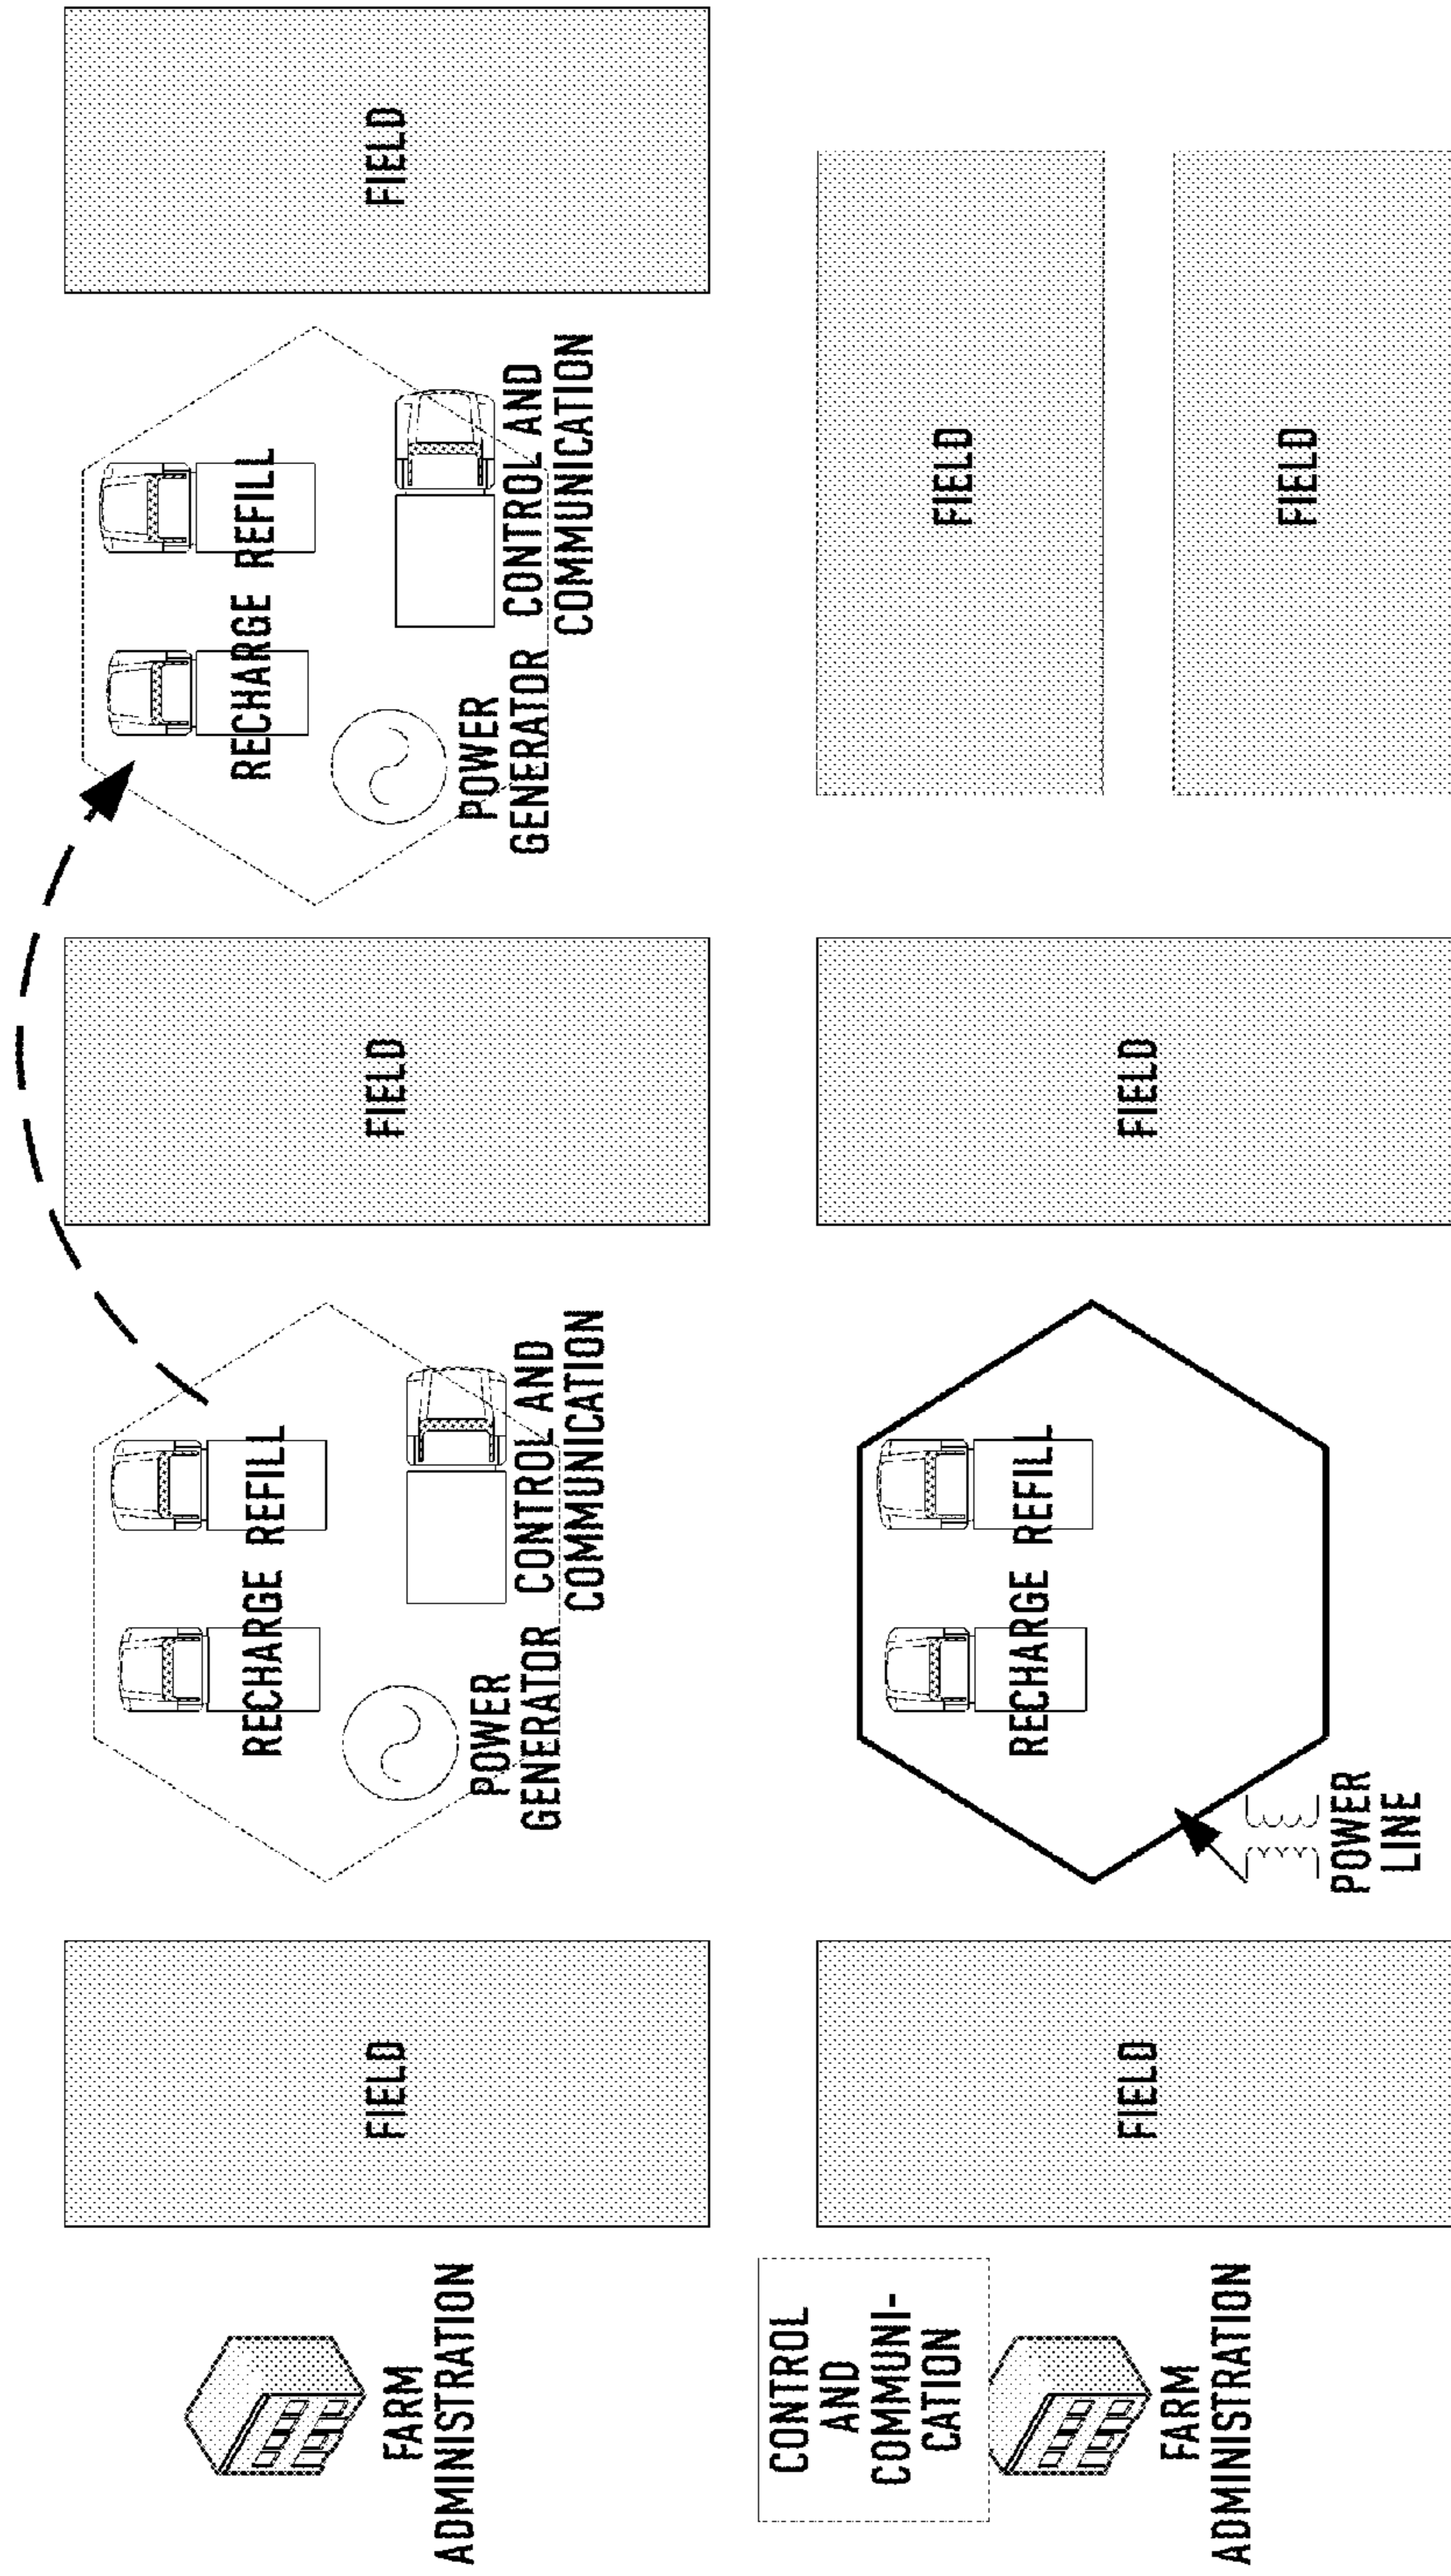 FARM
ADMINISTRATION
FIELD
RECHARGE
REFILL
POWER
GENERATOR
CONTROL AND
COMMUNICATION
FIELD
RECHARGE
REFILL
POWER
GENERATOR
CONTROL AND
COMMUNICATION
FIELD
CONTROL
AND
COMMUNI-
CATION
FARM
ADMINISTRATION
FIELD
RECHARGE
REFILL
POWER
LINE
FIELD
FIELD
FIELD